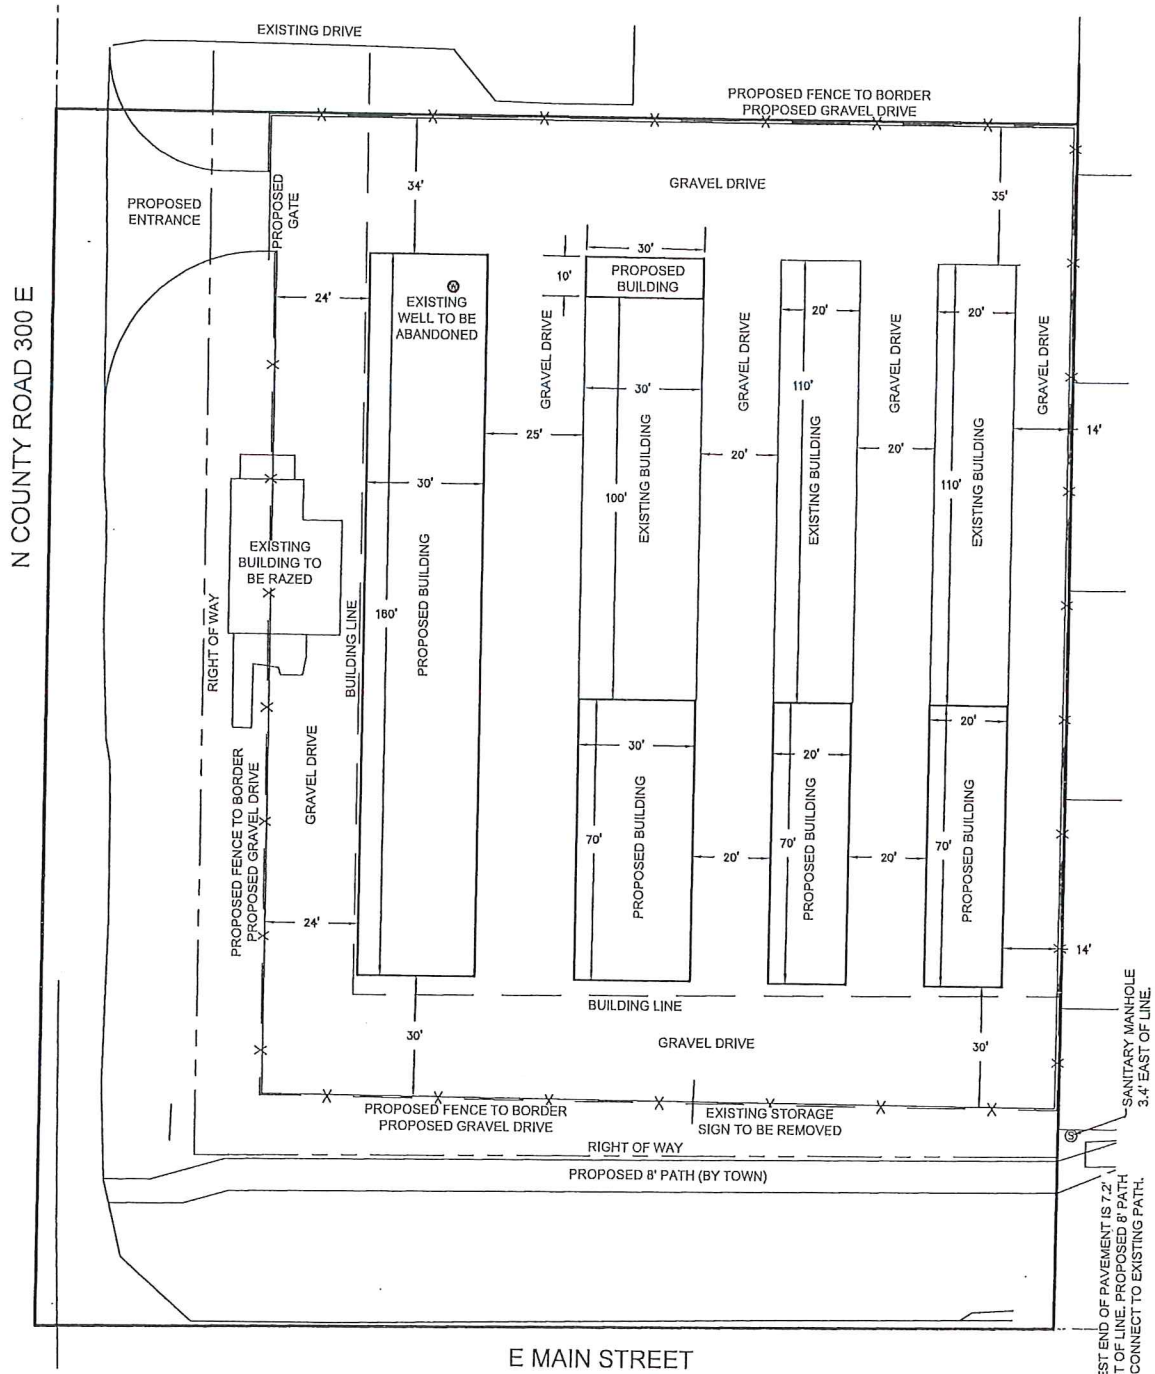 EXISTING DRIVE
PROPOSED FENCE TO BORDER
PROPOSED GRAVEL DRIVE
PROPOSED
ENTRANCE
PROPOSED
GATE
34'
GRAVEL DRIVE
35'
N COUNTY ROAD 300 E
24'
W
EXISTING
WELL TO BE
ABANDONED
30'
10'
PROPOSED
BUILDING
20'
20'
GRAVEL DRIVE
GRAVEL DRIVE
GRAVEL DRIVE
GRAVEL DRIVE
30'
110'
25'
20'
20'
14'
30'
100'
EXISTING BUILDING
EXISTING BUILDING
110'
EXISTING BUILDING
EXISTING
BUILDING TO
BE RAZED
RIGHT OF WAY
BUILDING LINE
180'
PROPOSED BUILDING
GRAVEL DRIVE
PROPOSED FENCE TO BORDER
PROPOSED GRAVEL DRIVE
30'
20'
20'
70'
PROPOSED BUILDING
70'
PROPOSED BUILDING
70'
PROPOSED BUILDING
20'
20'
24'
14'
BUILDING LINE
30'
GRAVEL DRIVE
30'
PROPOSED FENCE TO BORDER
PROPOSED GRAVEL DRIVE
EXISTING STORAGE
SIGN TO BE REMOVED
SANITARY MANHOLE
3.4' EAST OF LINE.
S
RIGHT OF WAY
PROPOSED 8' PATH (BY TOWN)
EST END OF PAVEMENT IS 7.2'
T OF LINE. PROPOSED 8' PATH
CONNECT TO EXISTING PATH.
E MAIN STREET